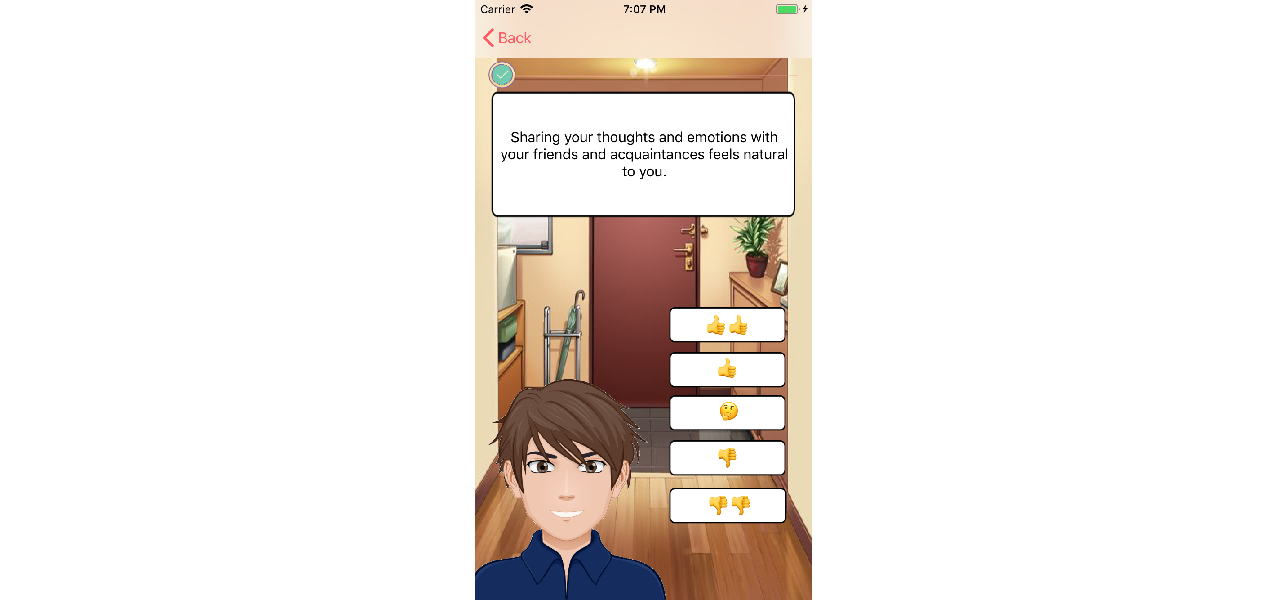 Carrier 7:07 PM
Back
Sharing your thoughts and emotions with
your friends and acquaintances feels natural
to you.